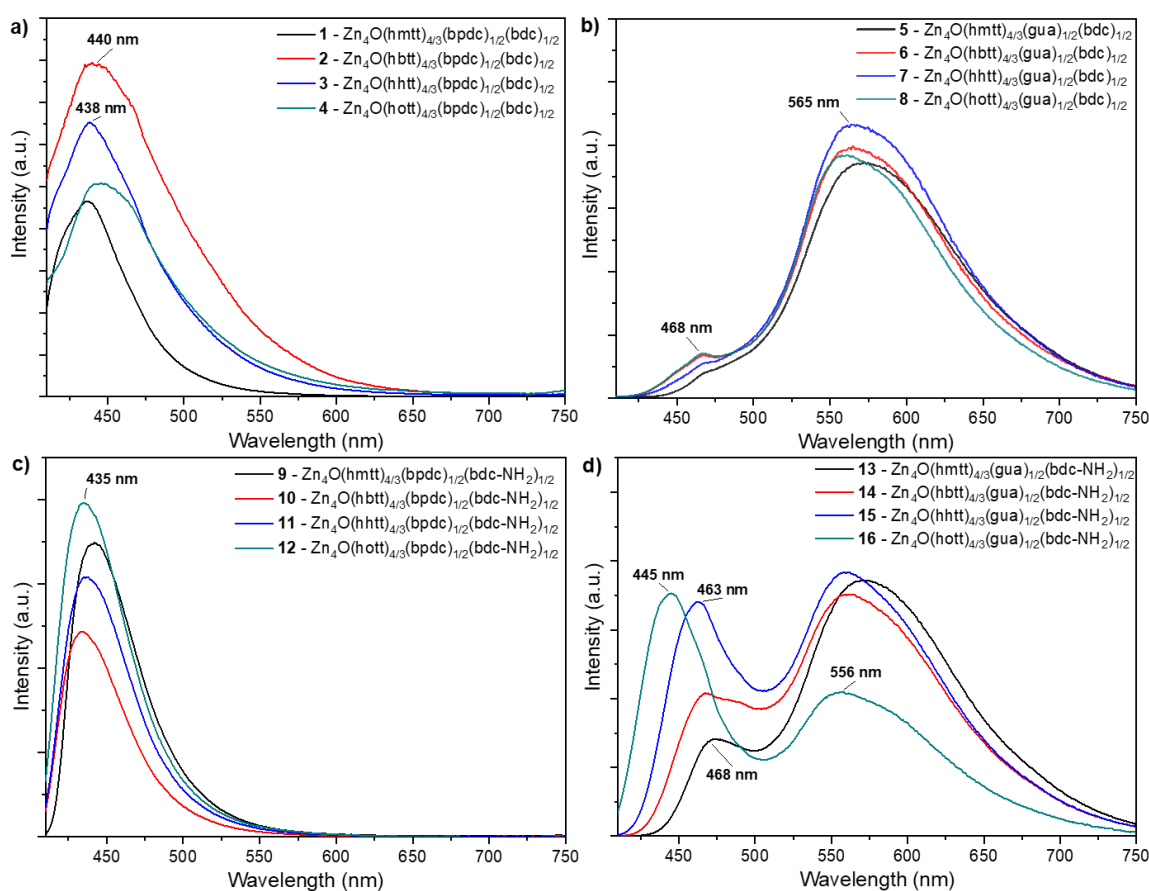 a)
440 nm
438 nm
1 - Zn₄O(hmtt)₄/₃(bpdc)₁/₂(bdc)₁/₂
2 - Zn₄O(hbtt)₄/₃(bpdc)₁/₂(bdc)₁/₂
3 - Zn₄O(hhtt)₄/₃(bpdc)₁/₂(bdc)₁/₂
4 - Zn₄O(hott)₄/₃(bpdc)₁/₂(bdc)₁/₂
Intensity (a.u.)
450 500 550 600 650 700 750
Wavelength (nm)
b)
5 - Zn₄O(hmtt)₄/₃(gua)₁/₂(bdc)₁/₂
6 - Zn₄O(hbtt)₄/₃(gua)₁/₂(bdc)₁/₂
7 - Zn₄O(hhtt)₄/₃(gua)₁/₂(bdc)₁/₂
8 - Zn₄O(hott)₄/₃(gua)₁/₂(bdc)₁/₂
565 nm
468 nm
Intensity (a.u.)
450 500 550 600 650 700 750
Wavelength (nm)
c)
435 nm
9 - Zn₄O(hmtt)₄/₃(bpdc)₁/₂(bdc-NH₂)₁/₂
10 - Zn₄O(hbtt)₄/₃(bpdc)₁/₂(bdc-NH₂)₁/₂
11 - Zn₄O(hhtt)₄/₃(bpdc)₁/₂(bdc-NH₂)₁/₂
12 - Zn₄O(hott)₄/₃(bpdc)₁/₂(bdc-NH₂)₁/₂
Intensity (a.u.)
450 500 550 600 650 700 750
Wavelength (nm)
d)
13 - Zn₄O(hmtt)₄/₃(gua)₁/₂(bdc-NH₂)₁/₂
14 - Zn₄O(hbtt)₄/₃(gua)₁/₂(bdc-NH₂)₁/₂
15 - Zn₄O(hhtt)₄/₃(gua)₁/₂(bdc-NH₂)₁/₂
16 - Zn₄O(hott)₄/₃(gua)₁/₂(bdc-NH₂)₁/₂
445 nm
463 nm
556 nm
468 nm
Intensity (a.u.)
450 500 550 600 650 700 750
Wavelength (nm)